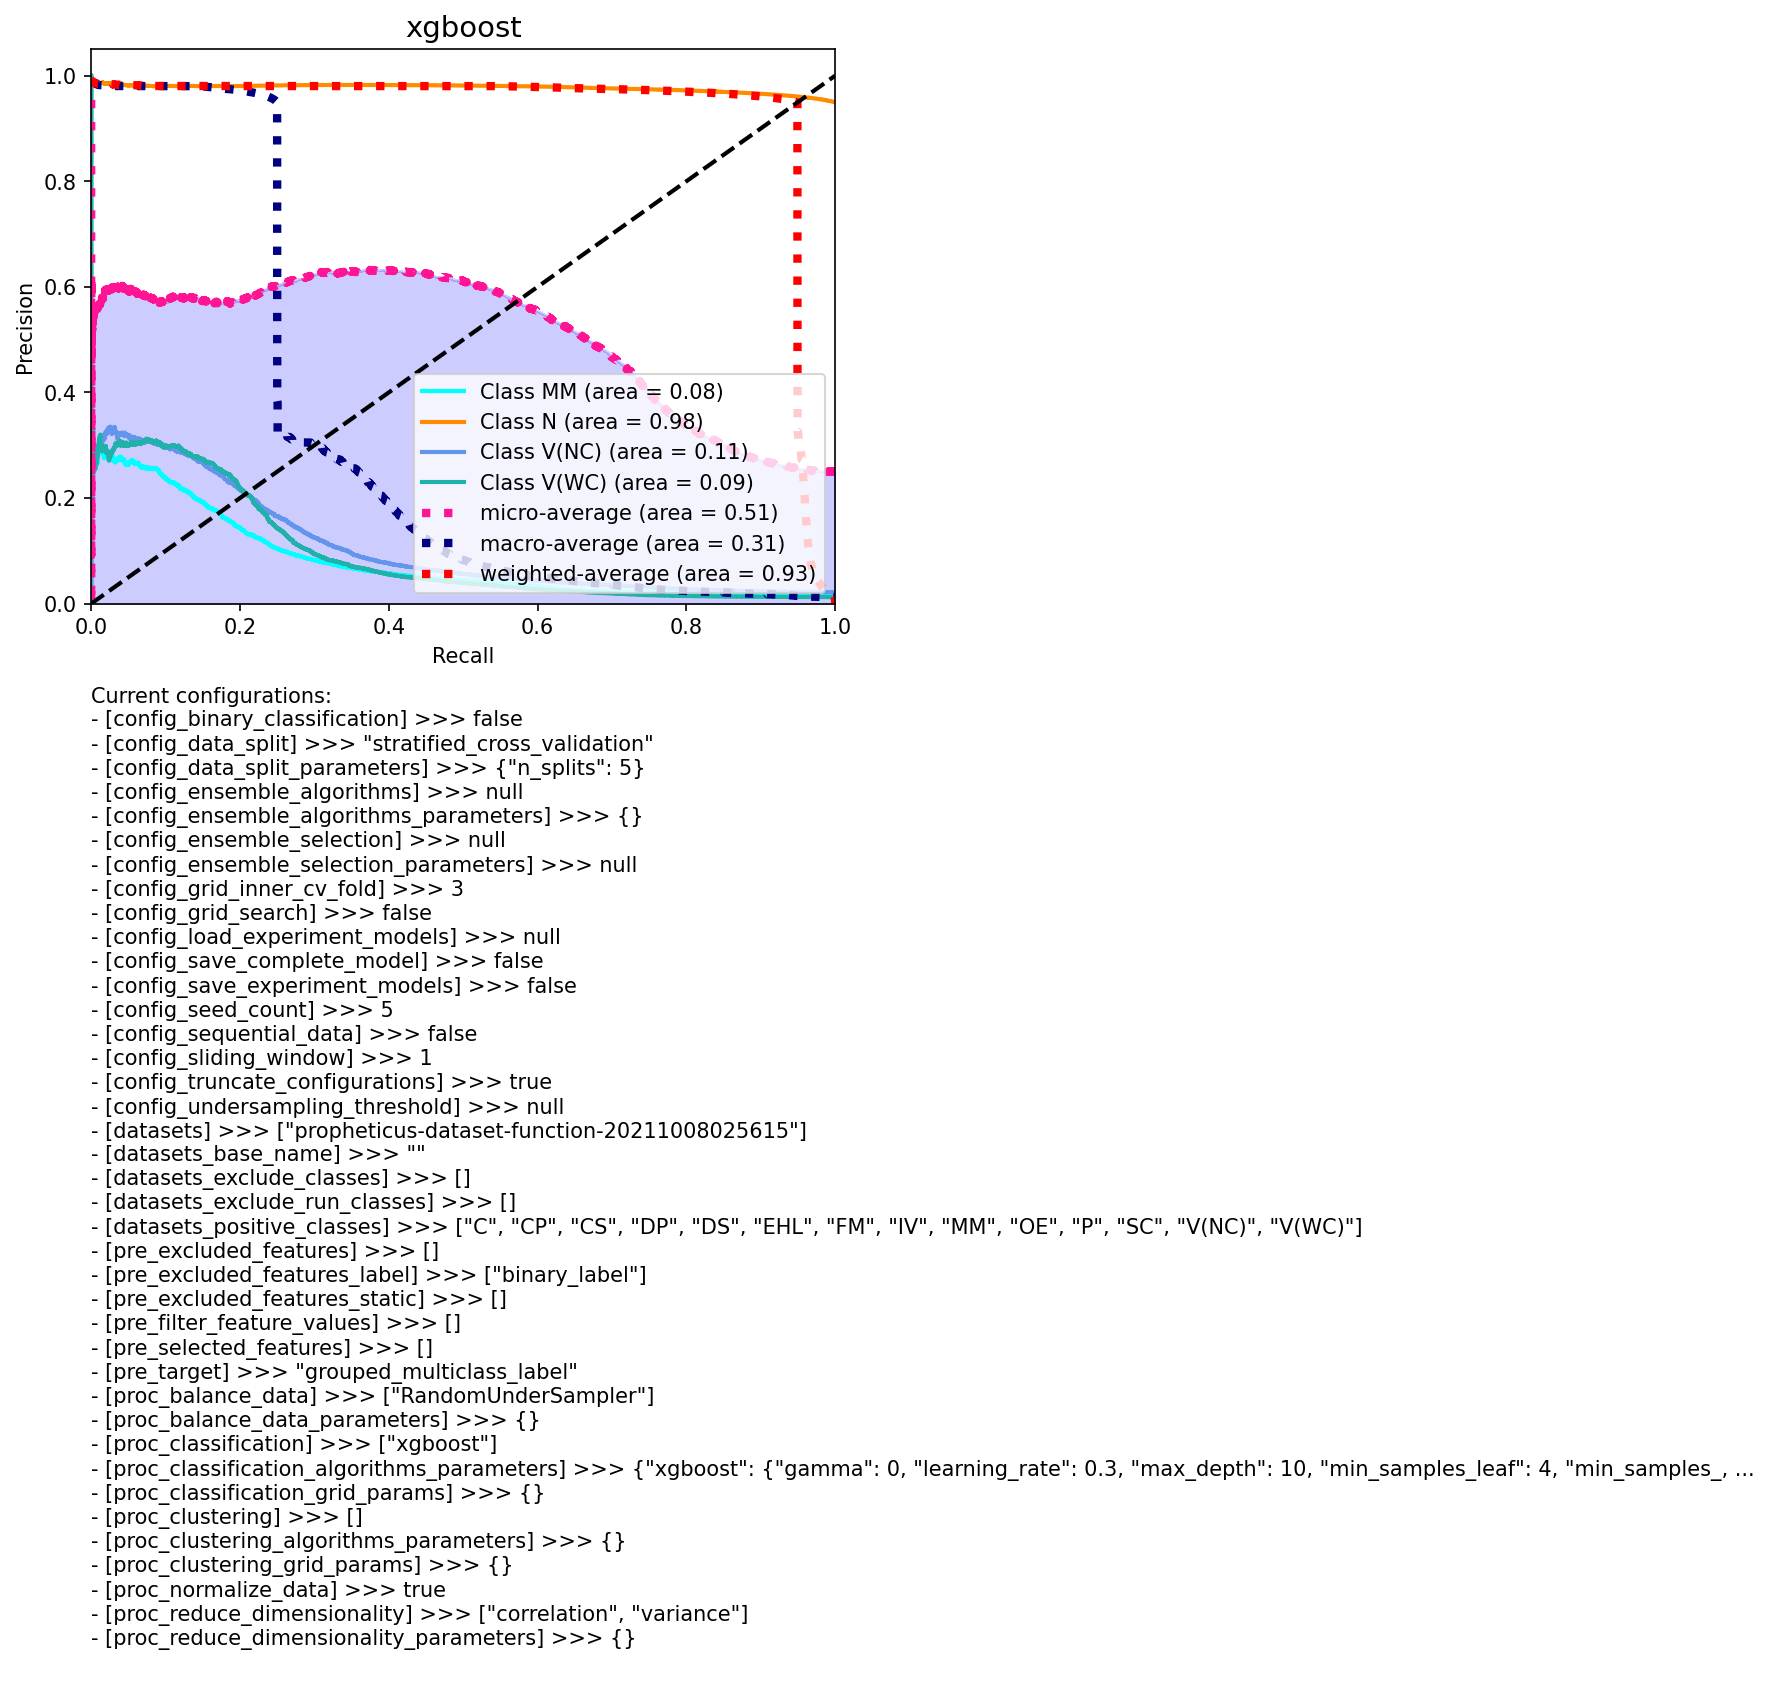 xgboost
1.0
0.8
0.6
0.4
0.2
0.0
Precision
Class MM (area = 0.08)
Class N (area = 0.98)
Class V(NC) (area = 0.11)
Class V(WC) (area = 0.09)
micro-average (area = 0.51)
macro-average (area = 0.31)
weighted-average (area = 0.93)
0.0 0.2 0.4 0.6 0.8 1.0
Recall
Current configurations:
- [config_binary_classification] >>> false
- [config_data_split] >>> "stratified_cross_validation"
- [config_data_split_parameters] >>> {"n_splits": 5}
- [config_ensemble_algorithms] >>> null
- [config_ensemble_algorithms_parameters] >>> {}
- [config_ensemble_selection] >>> null
- [config_ensemble_selection_parameters] >>> null
- [config_grid_inner_cv_fold] >>> 3
- [config_grid_search] >>> false
- [config_load_experiment_models] >>> null
- [config_save_complete_model] >>> false
- [config_save_experiment_models] >>> false
- [config_seed_count] >>> 5
- [config_sequential_data] >>> false
- [config_sliding_window] >>> 1
- [config_truncate_configurations] >>> true
- [config_undersampling_threshold] >>> null
- [datasets] >>> ["propheticus-dataset-function-20211008025615"]
- [datasets_base_name] >>> ""
- [datasets_exclude_classes] >>> []
- [datasets_exclude_run_classes] >>> []
- [datasets_positive_classes] >>> ["C", "CP", "CS", "DP", "DS", "EHL", "FM", "IV", "MM", "OE", "P", "SC", "V(NC)", "V(WC)"]
- [pre_excluded_features] >>> []
- [pre_excluded_features_label] >>> ["binary_label"]
- [pre_excluded_features_static] >>> []
- [pre_filter_feature_values] >>> []
- [pre_selected_features] >>> []
- [pre_target] >>> "grouped_multiclass_label"
- [proc_balance_data] >>> ["RandomUnderSampler"]
- [proc_balance_data_parameters] >>> {}
- [proc_classification] >>> ["xgboost"]
- [proc_classification_algorithms_parameters] >>> {"xgboost": {"gamma": 0, "learning_rate": 0.3, "max_depth": 10, "min_samples_leaf": 4, "min_samples_, ...
- [proc_classification_grid_params] >>> {}
- [proc_clustering] >>> []
- [proc_clustering_algorithms_parameters] >>> {}
- [proc_clustering_grid_params] >>> {}
- [proc_normalize_data] >>> true
- [proc_reduce_dimensionality] >>> ["correlation", "variance"]
- [proc_reduce_dimensionality_parameters] >>> {}